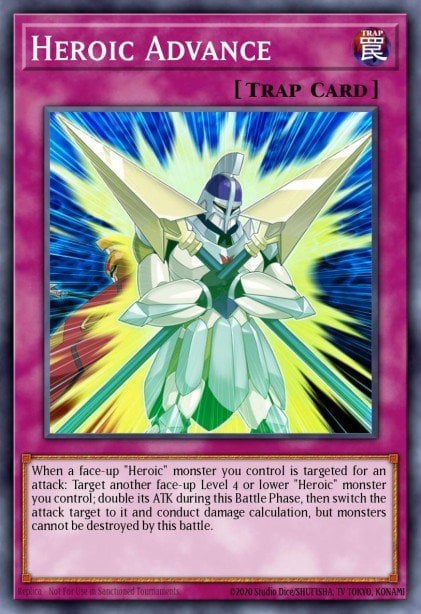 HEROIC ADVANCE
TRAP
罠
[TRAP CARD]
When a face-up "Heroic" monster you control is targeted for an
attack: Target another face-up Level 4 or lower "Heroic" monster
you control; double its ATK during this Battle Phase, then switch the
attack target to it and conduct damage calculation, but monsters
cannot be destroyed by this battle.
Replica - Not For Use in Sanctioned Tournaments
©2020 Studio Dice/SHUEISHA, TV TOKYO, KONAMI